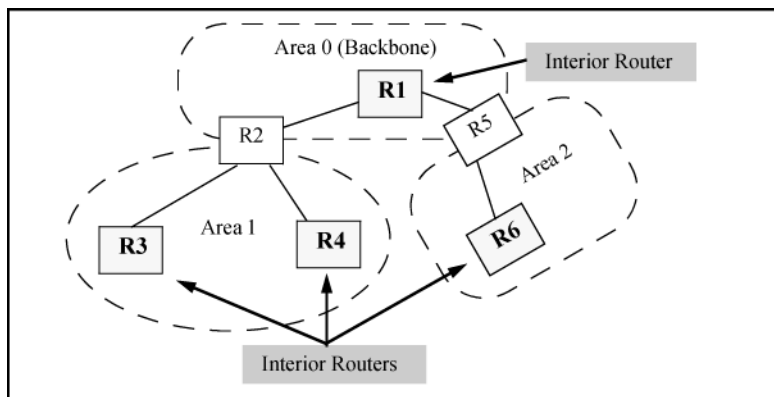 Area 0 (Backbone)
Interior Router
R1
R2
R5
Area 2
Area 1
R3
R4
R6
Interior Routers